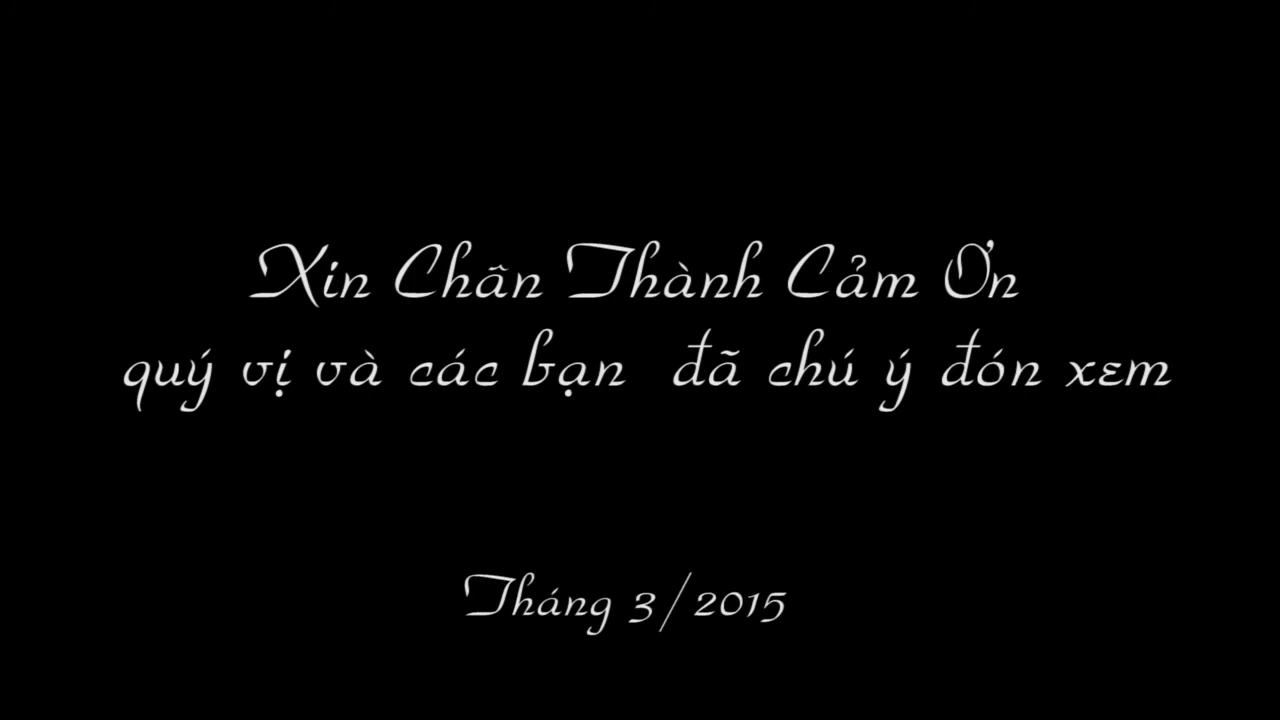 Xin Chân Thành Cảm Ơn
quý vị và các bạn đã chú ý đón xem
Tháng 3/2015